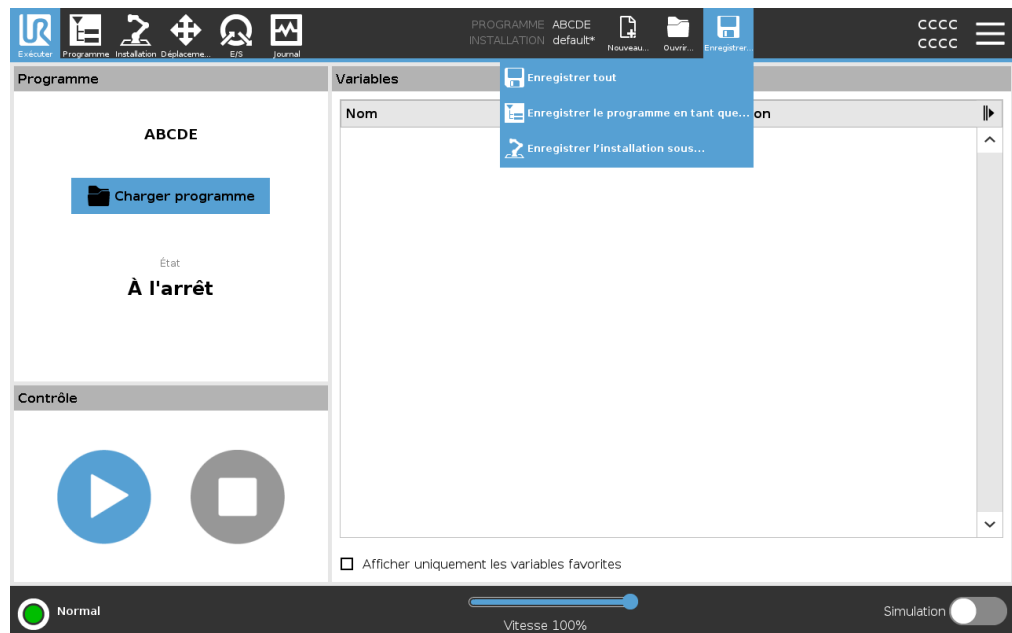 PROGRAMME ABCDE
INSTALLATION default*
CCCC
CCCC
Exécuter Programme Installation Déplaceme... E/S Journal Nouveau... Ouvrir... Enregistrer...
Programme
Variables
Enregistrer tout
Enregistrer le programme en tant que...
Enregistrer l'installation sous...
Nom
on
ABCDE
Charger programme
État
À l'arrêt
Contrôle
Afficher uniquement les variables favorites
Normal
Vitesse 100%
Simulation